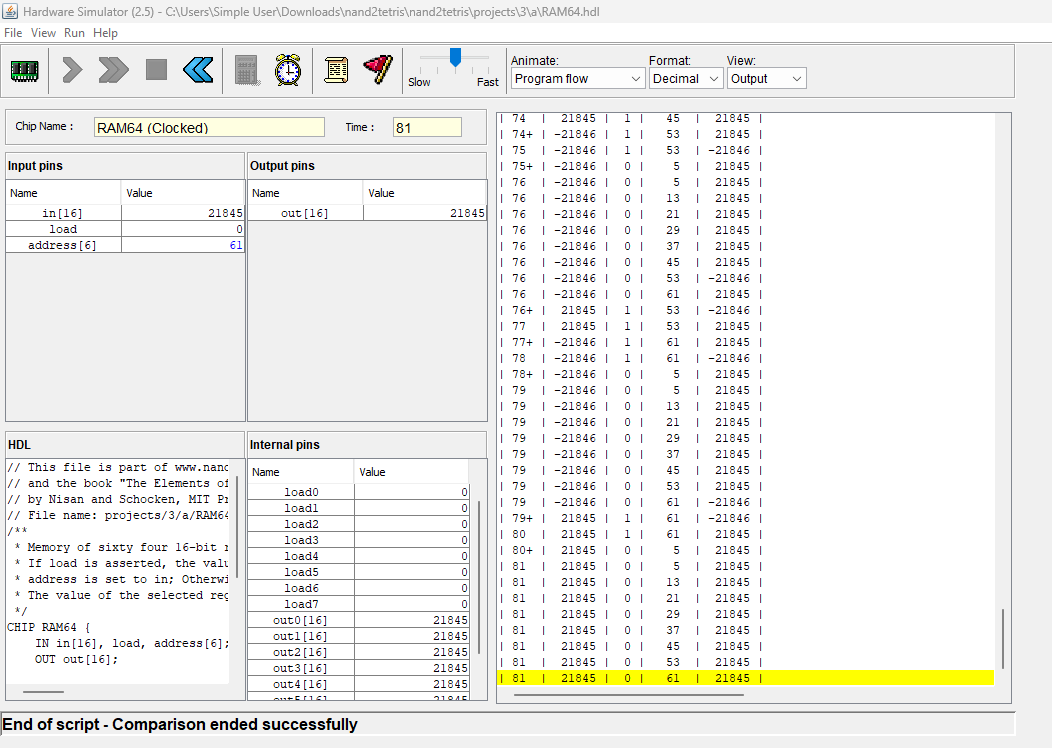 Hardware Simulator (2.5) - C:\Users\Simple User\Downloads\nand2tetris\nand2tetris\projects\3\a\RAM64.hdl
File View Run Help
Slow Fast
Animate: Format: View:
Program flow Decimal Output
Chip Name : RAM64 (Clocked) Time : 81
Input pins
Name Value
in[16] 21845
load 0
address[6] 61
Output pins
Name Value
out[16] 21845
HDL
// This file is part of www.nand
// and the book "The Elements of
// by Nisan and Schocken, MIT Pr
// File name: projects/3/a/RAM64
/**
* Memory of sixty four 16-bit r
* If load is asserted, the valu
* address is set to in; Otherwi
* The value of the selected reg
*/
CHIP RAM64 {
IN in[16], load, address[6];
OUT out[16];
Internal pins
Name Value
load0 0
load1 0
load2 0
load3 0
load4 0
load5 0
load6 0
load7 0
out0[16] 21845
out1[16] 21845
out2[16] 21845
out3[16] 21845
out4[16] 21845
out5[16] 21845
| 74 | 21845 | 1 | 45 | 21845 |
| 74+ | -21846 | 1 | 53 | 21845 |
| 75 | -21846 | 1 | 53 | -21846 |
| 75+ | -21846 | 0 | 5 | 21845 |
| 76 | -21846 | 0 | 5 | 21845 |
| 76 | -21846 | 0 | 13 | 21845 |
| 76 | -21846 | 0 | 21 | 21845 |
| 76 | -21846 | 0 | 29 | 21845 |
| 76 | -21846 | 0 | 37 | 21845 |
| 76 | -21846 | 0 | 45 | 21845 |
| 76 | -21846 | 0 | 53 | -21846 |
| 76 | -21846 | 0 | 61 | 21845 |
| 76+ | 21845 | 1 | 53 | -21846 |
| 77 | 21845 | 1 | 53 | 21845 |
| 77+ | -21846 | 1 | 61 | 21845 |
| 78 | -21846 | 1 | 61 | -21846 |
| 78+ | -21846 | 0 | 5 | 21845 |
| 79 | -21846 | 0 | 5 | 21845 |
| 79 | -21846 | 0 | 13 | 21845 |
| 79 | -21846 | 0 | 21 | 21845 |
| 79 | -21846 | 0 | 29 | 21845 |
| 79 | -21846 | 0 | 37 | 21845 |
| 79 | -21846 | 0 | 45 | 21845 |
| 79 | -21846 | 0 | 53 | 21845 |
| 79 | -21846 | 0 | 61 | -21846 |
| 79+ | 21845 | 1 | 61 | -21846 |
| 80 | 21845 | 1 | 61 | 21845 |
| 80+ | 21845 | 0 | 5 | 21845 |
| 81 | 21845 | 0 | 5 | 21845 |
| 81 | 21845 | 0 | 13 | 21845 |
| 81 | 21845 | 0 | 21 | 21845 |
| 81 | 21845 | 0 | 29 | 21845 |
| 81 | 21845 | 0 | 37 | 21845 |
| 81 | 21845 | 0 | 45 | 21845 |
| 81 | 21845 | 0 | 53 | 21845 |
| 81 | 21845 | 0 | 61 | 21845 |
End of script - Comparison ended successfully